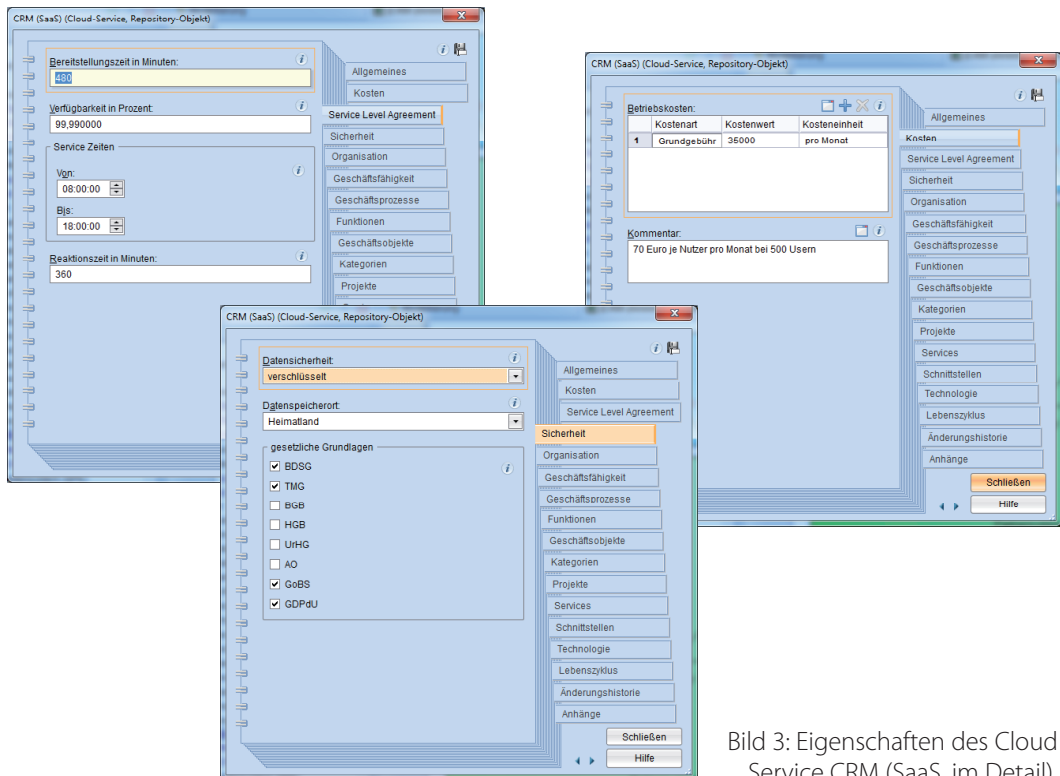 CRM (SaaS) (Cloud-Service, Repository-Objekt)
Bereitstellungszeit in Minuten:
480
Verfügbarkeit in Prozent:
99,990000
Service Zeiten
Von:
08:00:00
Bis:
18:00:00
Reaktionszeit in Minuten:
360
Allgemeines
Kosten
Service Level Agreement
Sicherheit
Organisation
Geschäftsfähigkeit
Geschäftsprozesse
Funktionen
Geschäftsobjekte
Kategorien
Projekte
CRM (SaaS) (Cloud-Service, Repository-Objekt)
Betriebskosten:
Kostenart Kostenwert Kosteneinheit
1 Grundgebühr 35000 pro Monat
Kommentar:
70 Euro je Nutzer pro Monat bei 500 Usern
Allgemeines
Kosten
Service Level Agreement
Sicherheit
Organisation
Geschäftsfähigkeit
Geschäftsprozesse
Funktionen
Geschäftsobjekte
Kategorien
Projekte
Services
Schnittstellen
Technologie
Lebenszyklus
Änderungshistorie
Anhänge
Schließen
Hilfe
CRM (SaaS) (Cloud-Service, Repository-Objekt)
Datensicherheit:
verschlüsselt
Datenspeicherort:
Heimatland
gesetzliche Grundlagen
BDSG
TMG
BGB
HGB
UrHG
AO
GoBS
GDPdU
Allgemeines
Kosten
Service Level Agreement
Sicherheit
Organisation
Geschäftsfähigkeit
Geschäftsprozesse
Funktionen
Geschäftsobjekte
Kategorien
Projekte
Services
Schnittstellen
Technologie
Lebenszyklus
Änderungshistorie
Anhänge
Schließen
Hilfe
Bild 3: Eigenschaften des Cloud
Service CRM (SaaS, im Detail)